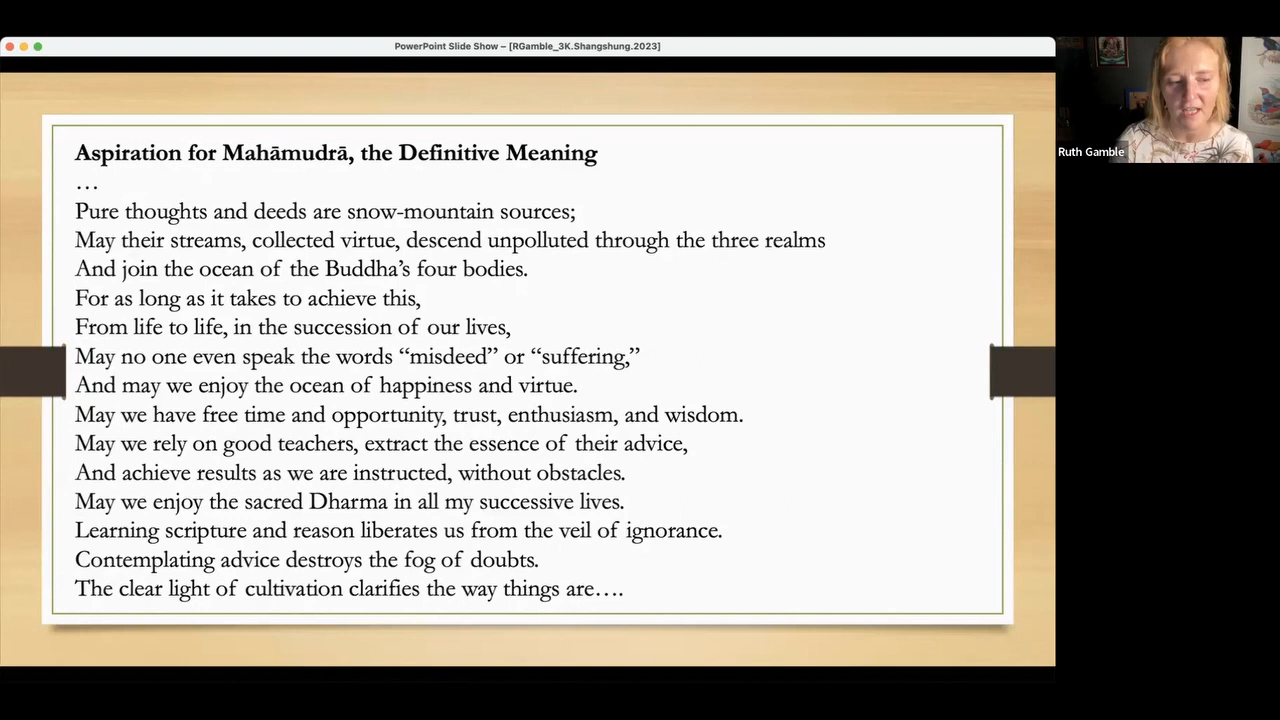 PowerPoint Slide Show – [RGamble_3K.Shangshung.2023]
Aspiration for Mahāmudrā, the Definitive Meaning
…
Pure thoughts and deeds are snow-mountain sources;
May their streams, collected virtue, descend unpolluted through the three realms
And join the ocean of the Buddha’s four bodies.
For as long as it takes to achieve this,
From life to life, in the succession of our lives,
May no one even speak the words “misdeed” or “suffering,”
And may we enjoy the ocean of happiness and virtue.
May we have free time and opportunity, trust, enthusiasm, and wisdom.
May we rely on good teachers, extract the essence of their advice,
And achieve results as we are instructed, without obstacles.
May we enjoy the sacred Dharma in all my successive lives.
Learning scripture and reason liberates us from the veil of ignorance.
Contemplating advice destroys the fog of doubts.
The clear light of cultivation clarifies the way things are….
Ruth Gamble